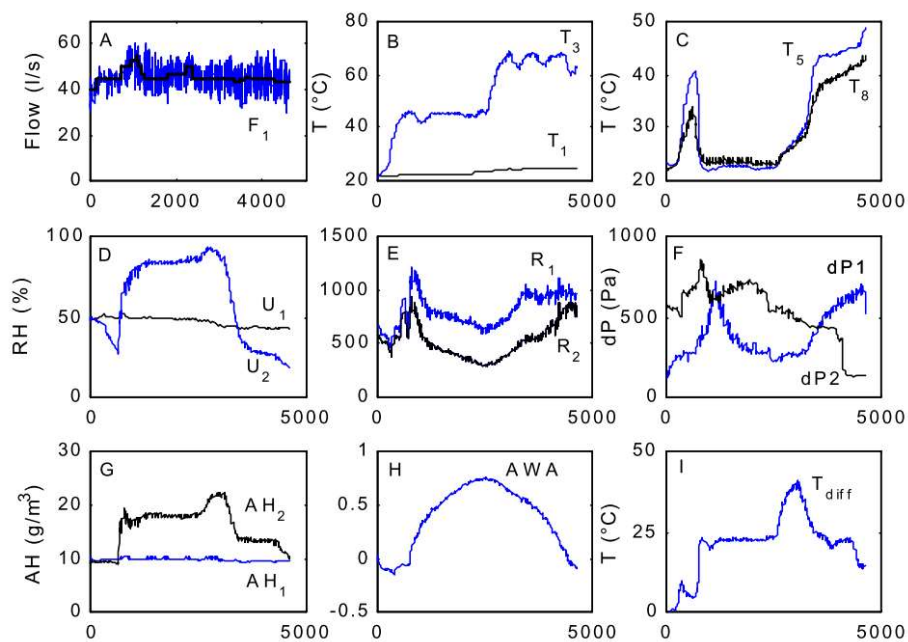 60
40
20
0
Flow (l/s)
A
F1
0
2000
4000
80
60
40
20
T (°C)
B
T3
T1
0
5000
50
40
30
20
T (°C)
C
T5
T8
0
5000
100
50
0
RH (%)
D
U1
U2
0
5000
1500
1000
500
0
E
R1
R2
0
5000
1000
500
0
dP (Pa)
F
dP1
dP2
0
5000
30
20
10
0
AH (g/m³)
G
AH2
AH1
0
5000
1
0.5
0
-0.5
H
AWA
0
5000
50
25
0
T (°C)
I
Tdiff
0
5000